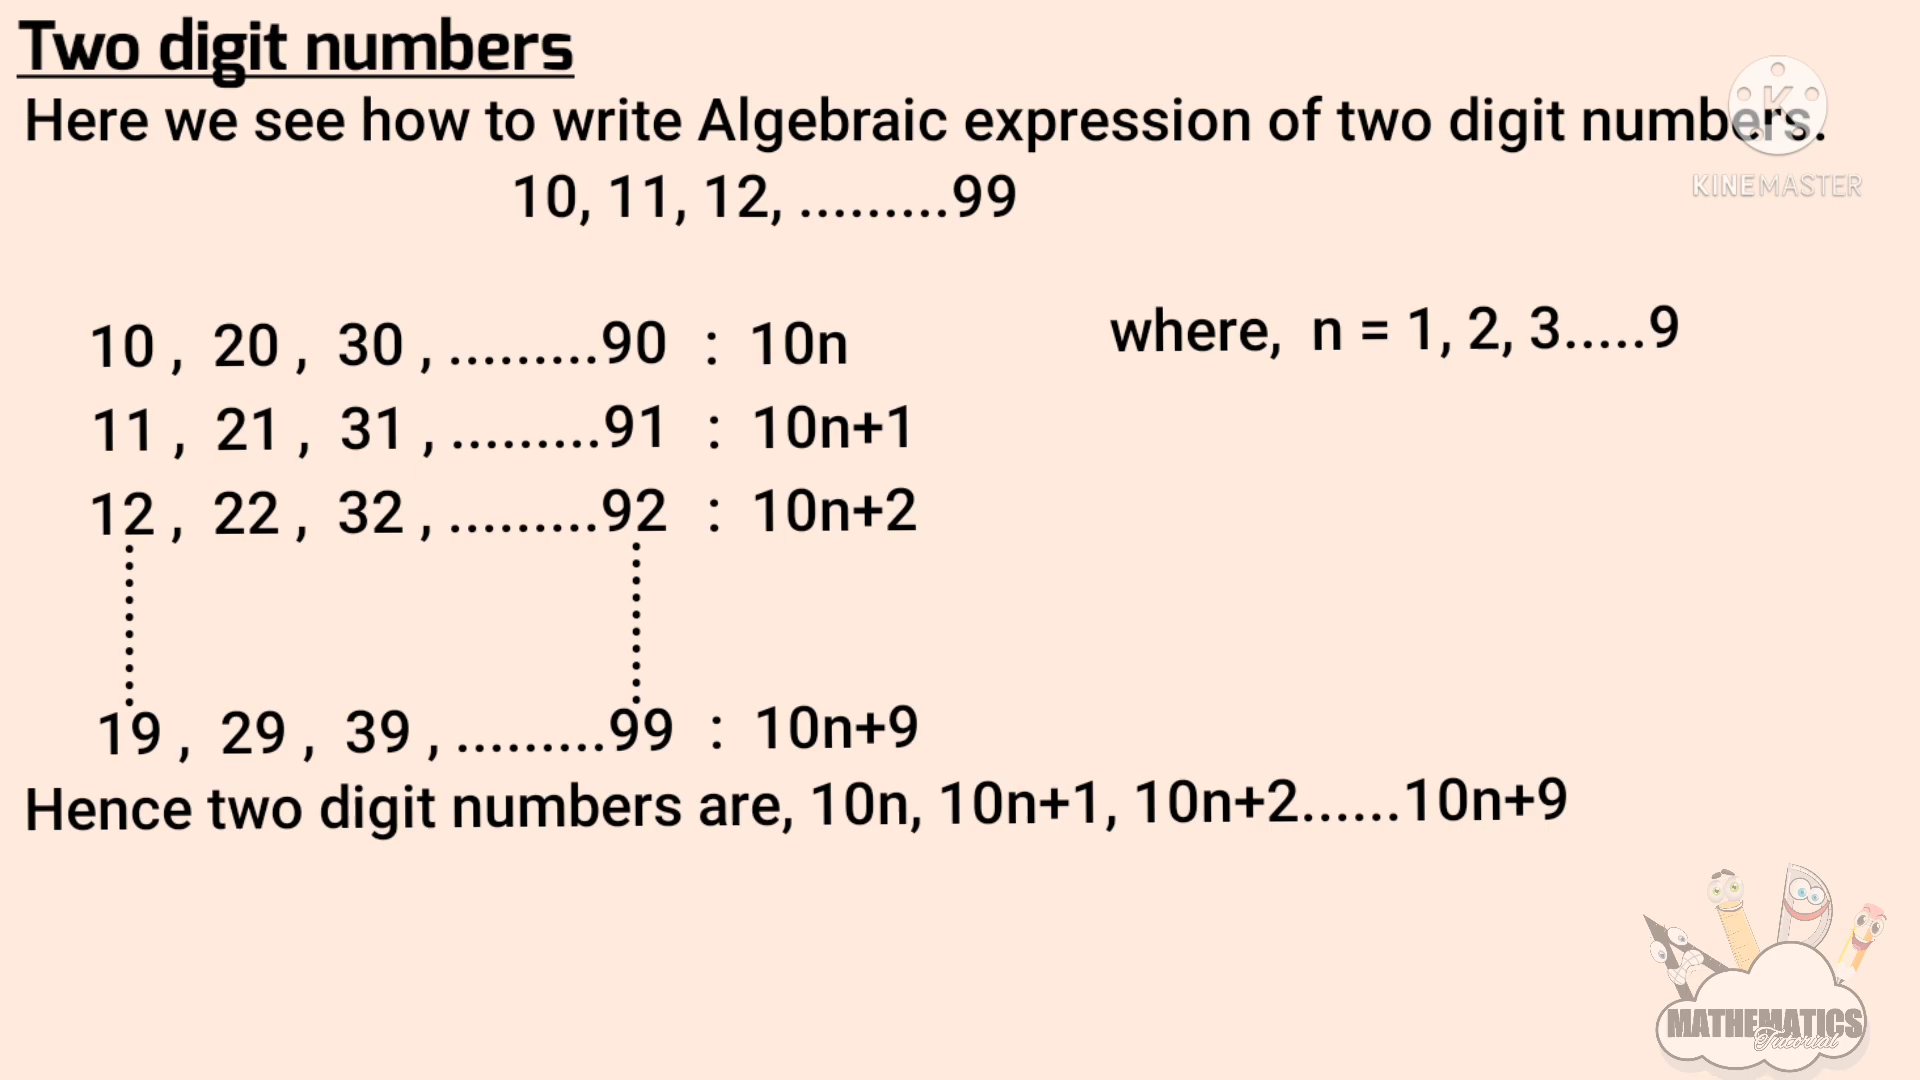 Two digit numbers
Here we see how to write Algebraic expression of two digit numbers.
KINEMASTER
10, 11, 12, .........99
where, n = 1, 2, 3.....9
10 , 20 , 30 , .........90 : 10n
11 , 21 , 31 , .........91 : 10n+1
12 , 22 , 32 , .........92 : 10n+2
19 , 29 , 39 , .........99 : 10n+9
Hence two digit numbers are, 10n, 10n+1, 10n+2......10n+9
MATHEMATICS
Tutorial